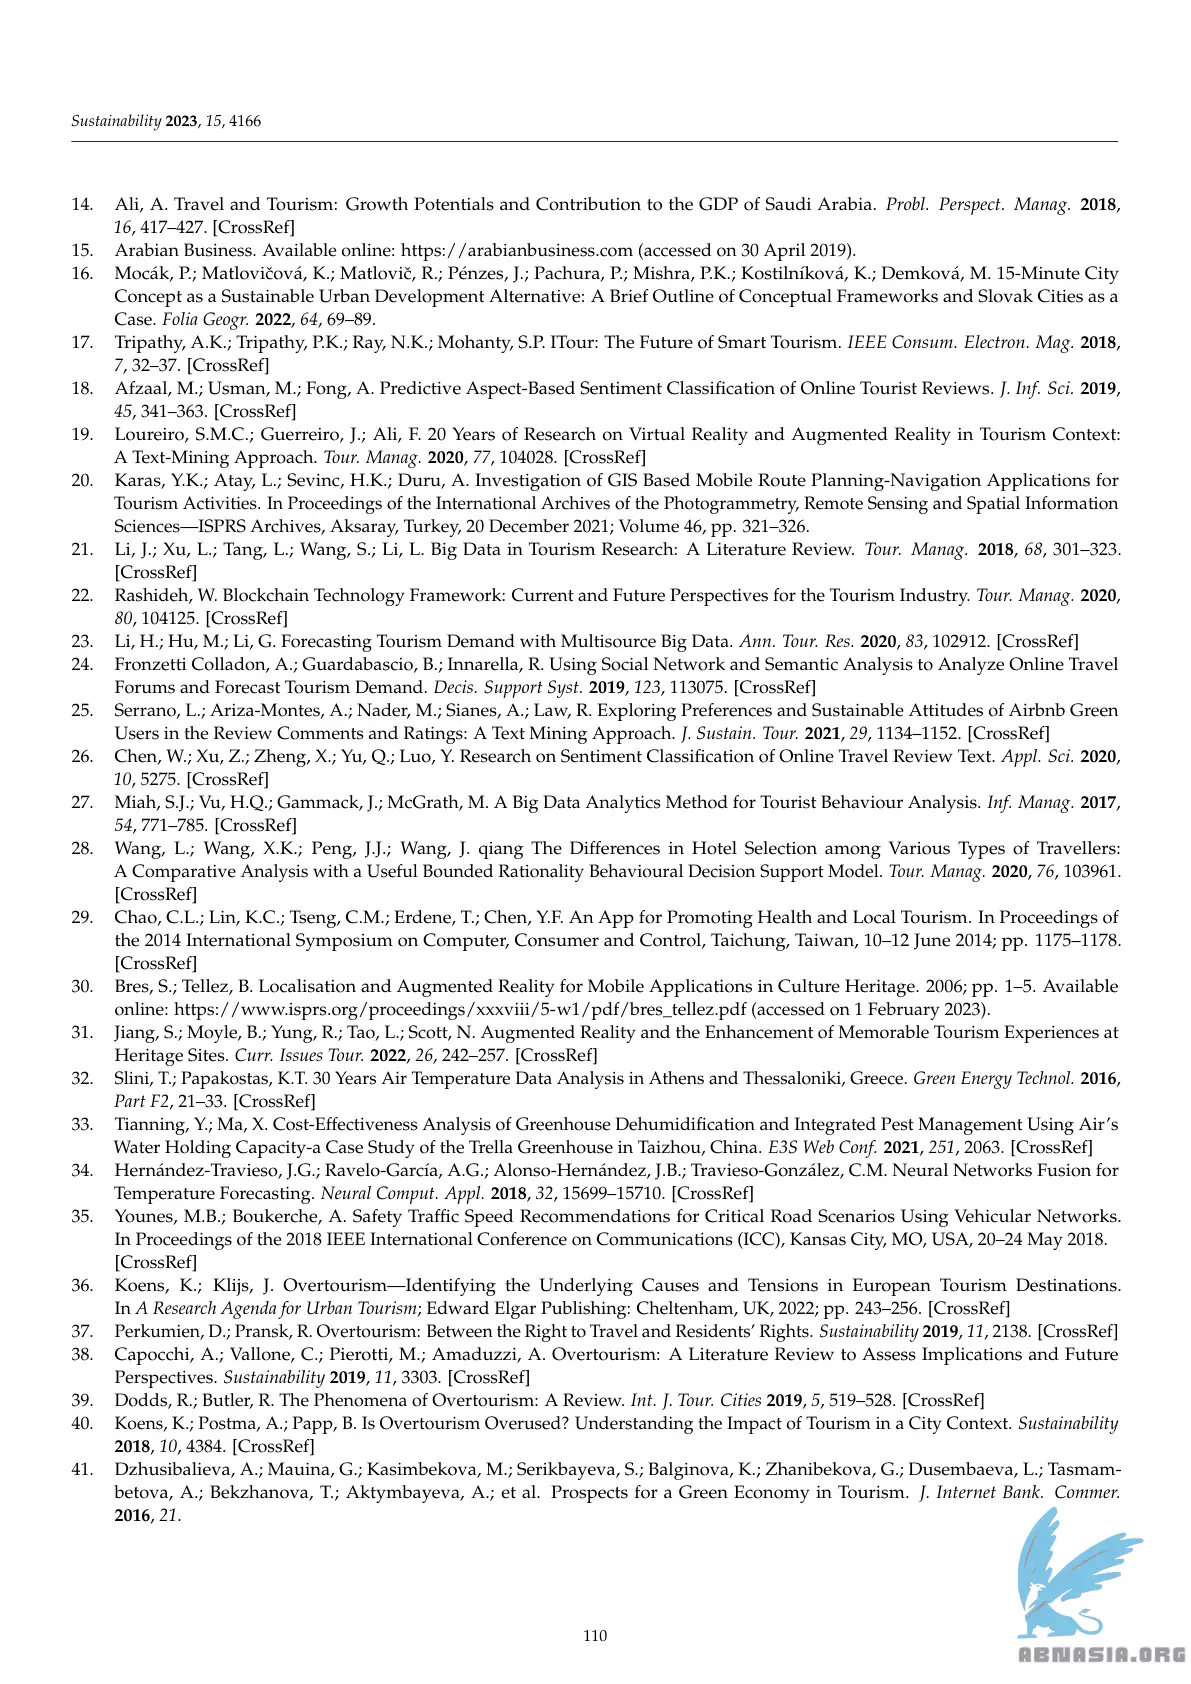 Sustainability 2023, 15, 4166
14. Ali, A. Travel and Tourism: Growth Potentials and Contribution to the GDP of Saudi Arabia. Probl. Perspect. Manag. 2018,
16, 417–427. [CrossRef]
15. Arabian Business. Available online: https://arabianbusiness.com (accessed on 30 April 2019).
16. Mocák, P.; Matlovičová, K.; Matlovič, R.; Pénzes, J.; Pachura, P.; Mishra, P.K.; Kostilníková, K.; Demková, M. 15-Minute City
Concept as a Sustainable Urban Development Alternative: A Brief Outline of Conceptual Frameworks and Slovak Cities as a
Case. Folia Geogr. 2022, 64, 69–89.
17. Tripathy, A.K.; Tripathy, P.K.; Ray, N.K.; Mohanty, S.P. ITour: The Future of Smart Tourism. IEEE Consum. Electron. Mag. 2018,
7, 32–37. [CrossRef]
18. Afzaal, M.; Usman, M.; Fong, A. Predictive Aspect-Based Sentiment Classification of Online Tourist Reviews. J. Inf. Sci. 2019,
45, 341–363. [CrossRef]
19. Loureiro, S.M.C.; Guerreiro, J.; Ali, F. 20 Years of Research on Virtual Reality and Augmented Reality in Tourism Context:
A Text-Mining Approach. Tour. Manag. 2020, 77, 104028. [CrossRef]
20. Karas, Y.K.; Atay, L.; Sevinc, H.K.; Duru, A. Investigation of GIS Based Mobile Route Planning-Navigation Applications for
Tourism Activities. In Proceedings of the International Archives of the Photogrammetry, Remote Sensing and Spatial Information
Sciences—ISPRS Archives, Aksaray, Turkey, 20 December 2021; Volume 46, pp. 321–326.
21. Li, J.; Xu, L.; Tang, L.; Wang, S.; Li, L. Big Data in Tourism Research: A Literature Review. Tour. Manag. 2018, 68, 301–323.
[CrossRef]
22. Rashideh, W. Blockchain Technology Framework: Current and Future Perspectives for the Tourism Industry. Tour. Manag. 2020,
80, 104125. [CrossRef]
23. Li, H.; Hu, M.; Li, G. Forecasting Tourism Demand with Multisource Big Data. Ann. Tour. Res. 2020, 83, 102912. [CrossRef]
24. Fronzetti Colladon, A.; Guardabascio, B.; Innarella, R. Using Social Network and Semantic Analysis to Analyze Online Travel
Forums and Forecast Tourism Demand. Decis. Support Syst. 2019, 123, 113075. [CrossRef]
25. Serrano, L.; Ariza-Montes, A.; Nader, M.; Sianes, A.; Law, R. Exploring Preferences and Sustainable Attitudes of Airbnb Green
Users in the Review Comments and Ratings: A Text Mining Approach. J. Sustain. Tour. 2021, 29, 1134–1152. [CrossRef]
26. Chen, W.; Xu, Z.; Zheng, X.; Yu, Q.; Luo, Y. Research on Sentiment Classification of Online Travel Review Text. Appl. Sci. 2020,
10, 5275. [CrossRef]
27. Miah, S.J.; Vu, H.Q.; Gammack, J.; McGrath, M. A Big Data Analytics Method for Tourist Behaviour Analysis. Inf. Manag. 2017,
54, 771–785. [CrossRef]
28. Wang, L.; Wang, X.K.; Peng, J.J.; Wang, J. qiang The Differences in Hotel Selection among Various Types of Travellers:
A Comparative Analysis with a Useful Bounded Rationality Behavioural Decision Support Model. Tour. Manag. 2020, 76, 103961.
[CrossRef]
29. Chao, C.L.; Lin, K.C.; Tseng, C.M.; Erdene, T.; Chen, Y.F. An App for Promoting Health and Local Tourism. In Proceedings of
the 2014 International Symposium on Computer, Consumer and Control, Taichung, Taiwan, 10–12 June 2014; pp. 1175–1178.
[CrossRef]
30. Bres, S.; Tellez, B. Localisation and Augmented Reality for Mobile Applications in Culture Heritage. 2006; pp. 1–5. Available
online: https://www.isprs.org/proceedings/xxxviii/5-w1/pdf/bres_tellez.pdf (accessed on 1 February 2023).
31. Jiang, S.; Moyle, B.; Yung, R.; Tao, L.; Scott, N. Augmented Reality and the Enhancement of Memorable Tourism Experiences at
Heritage Sites. Curr. Issues Tour. 2022, 26, 242–257. [CrossRef]
32. Slini, T.; Papakostas, K.T. 30 Years Air Temperature Data Analysis in Athens and Thessaloniki, Greece. Green Energy Technol. 2016,
Part F2, 21–33. [CrossRef]
33. Tianning, Y.; Ma, X. Cost-Effectiveness Analysis of Greenhouse Dehumidification and Integrated Pest Management Using Air’s
Water Holding Capacity-a Case Study of the Trella Greenhouse in Taizhou, China. E3S Web Conf. 2021, 251, 2063. [CrossRef]
34. Hernández-Travieso, J.G.; Ravelo-García, A.G.; Alonso-Hernández, J.B.; Travieso-González, C.M. Neural Networks Fusion for
Temperature Forecasting. Neural Comput. Appl. 2018, 32, 15699–15710. [CrossRef]
35. Younes, M.B.; Boukerche, A. Safety Traffic Speed Recommendations for Critical Road Scenarios Using Vehicular Networks.
In Proceedings of the 2018 IEEE International Conference on Communications (ICC), Kansas City, MO, USA, 20–24 May 2018.
[CrossRef]
36. Koens, K.; Klijs, J. Overtourism—Identifying the Underlying Causes and Tensions in European Tourism Destinations.
In A Research Agenda for Urban Tourism; Edward Elgar Publishing: Cheltenham, UK, 2022; pp. 243–256. [CrossRef]
37. Perkumien, D.; Pransk, R. Overtourism: Between the Right to Travel and Residents’ Rights. Sustainability 2019, 11, 2138. [CrossRef]
38. Capocchi, A.; Vallone, C.; Pierotti, M.; Amaduzzi, A. Overtourism: A Literature Review to Assess Implications and Future
Perspectives. Sustainability 2019, 11, 3303. [CrossRef]
39. Dodds, R.; Butler, R. The Phenomena of Overtourism: A Review. Int. J. Tour. Cities 2019, 5, 519–528. [CrossRef]
40. Koens, K.; Postma, A.; Papp, B. Is Overtourism Overused? Understanding the Impact of Tourism in a City Context. Sustainability
2018, 10, 4384. [CrossRef]
41. Dzhusibalieva, A.; Mauina, G.; Kasimbekova, M.; Serikbayeva, S.; Balginova, K.; Zhanibekova, G.; Dusembaeva, L.; Tasmam-
betova, A.; Bekzhanova, T.; Aktymbayeva, A.; et al. Prospects for a Green Economy in Tourism. J. Internet Bank. Commer.
2016, 21.
110
ABNASIA.ORG